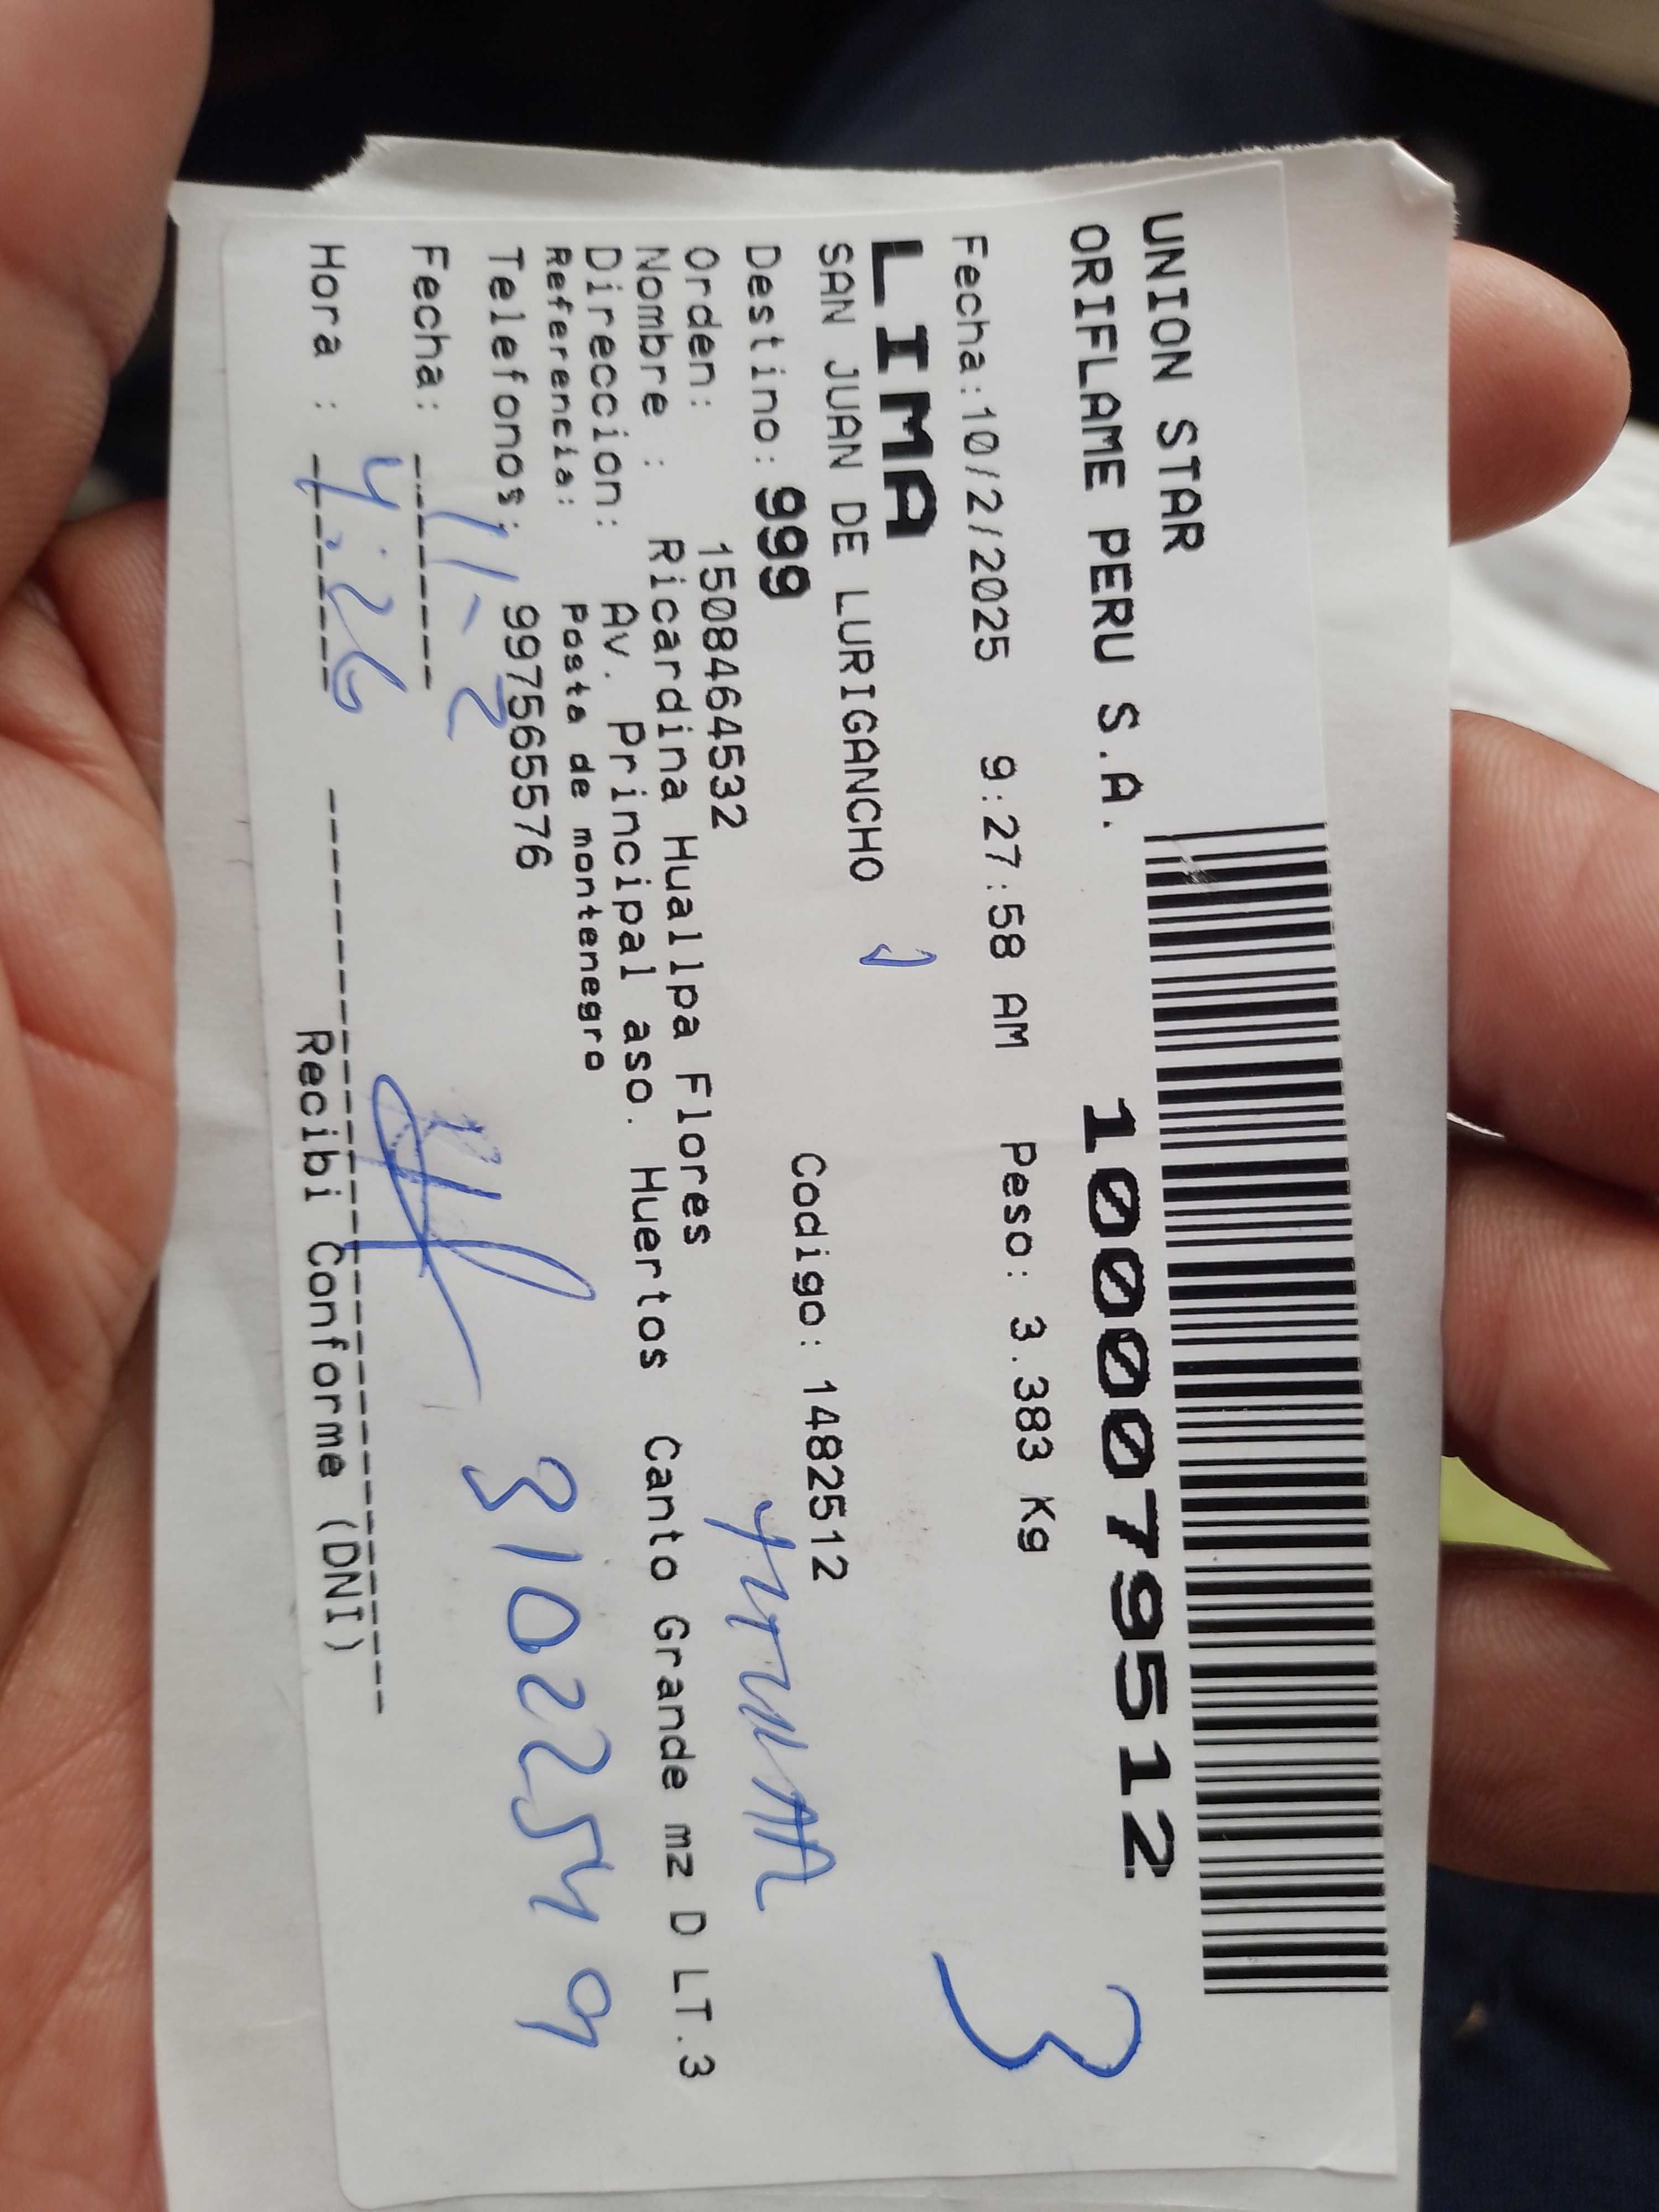 UNION STAR
ORIFLAME PERU S.A.
1000079512
Fecha:10/2/2025 9:27:58 AM Peso: 3.383 Kg
3
LIMA
SAN JUAN DE LURIGANCHO
Destino: 999 Codigo: 1482512
Orden: 1508464532
Nombre : Ricardina Huallpa Flores
Direccion: Av. Principal aso. Huertos Canto Grande mz D LT.3
Referencia: Posta de montenegro
Telefonos: 997565576
31022549
Fecha: 11-2
Hora : 4:26
Recibi Conforme (DNI)